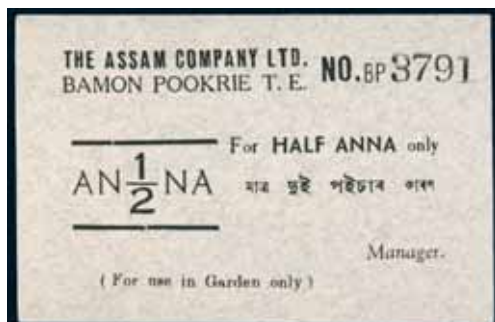 THE ASSAM COMPANY LTD.
BAMON POOKRIE T. E.
NO. BP 3791
For HALF ANNA only
AN 1/2 NA
মাত্ৰ দুই পইচাৰ কাৰণ
Manager.
( For use in Garden only )